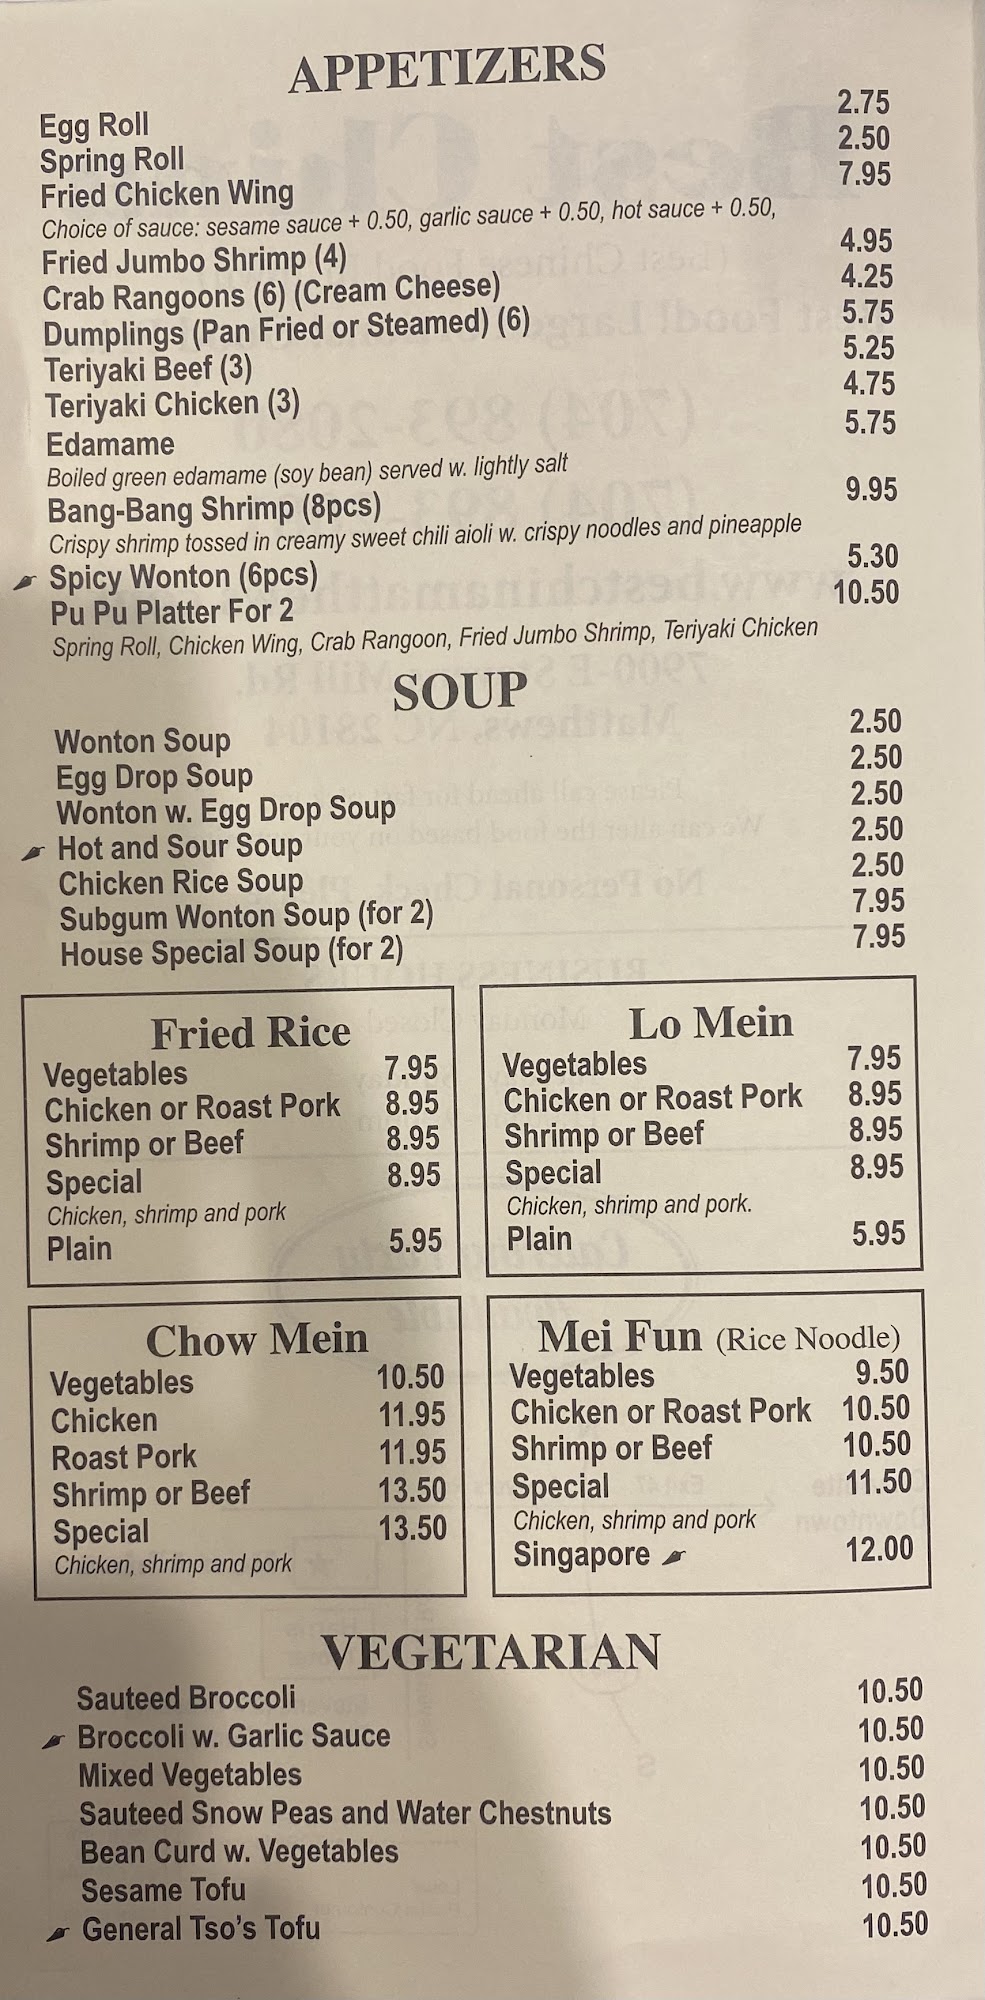 APPETIZERS
Egg Roll 2.75
Spring Roll 2.50
Fried Chicken Wing 7.95
Choice of sauce: sesame sauce + 0.50, garlic sauce + 0.50, hot sauce + 0.50,
Fried Jumbo Shrimp (4) 4.95
Crab Rangoons (6) (Cream Cheese) 4.25
Dumplings (Pan Fried or Steamed) (6) 5.75
Teriyaki Beef (3) 5.25
Teriyaki Chicken (3) 4.75
Edamame 5.75
Boiled green edamame (soy bean) served w. lightly salt
Bang-Bang Shrimp (8pcs) 9.95
Crispy shrimp tossed in creamy sweet chili aioli w. crispy noodles and pineapple
Spicy Wonton (6pcs) 5.30
Pu Pu Platter For 2 10.50
Spring Roll, Chicken Wing, Crab Rangoon, Fried Jumbo Shrimp, Teriyaki Chicken
SOUP
Wonton Soup 2.50
Egg Drop Soup 2.50
Wonton w. Egg Drop Soup 2.50
Hot and Sour Soup 2.50
Chicken Rice Soup 2.50
Subgum Wonton Soup (for 2) 7.95
House Special Soup (for 2) 7.95
Fried Rice
Vegetables 7.95
Chicken or Roast Pork 8.95
Shrimp or Beef 8.95
Special 8.95
Chicken, shrimp and pork
Plain 5.95
Lo Mein
Vegetables 7.95
Chicken or Roast Pork 8.95
Shrimp or Beef 8.95
Special 8.95
Chicken, shrimp and pork.
Plain 5.95
Chow Mein
Vegetables 10.50
Chicken 11.95
Roast Pork 11.95
Shrimp or Beef 13.50
Special 13.50
Chicken, shrimp and pork
Mei Fun (Rice Noodle)
Vegetables 9.50
Chicken or Roast Pork 10.50
Shrimp or Beef 10.50
Special 11.50
Chicken, shrimp and pork
Singapore 12.00
VEGETARIAN
Sauteed Broccoli 10.50
Broccoli w. Garlic Sauce 10.50
Mixed Vegetables 10.50
Sauteed Snow Peas and Water Chestnuts 10.50
Bean Curd w. Vegetables 10.50
Sesame Tofu 10.50
General Tso's Tofu 10.50